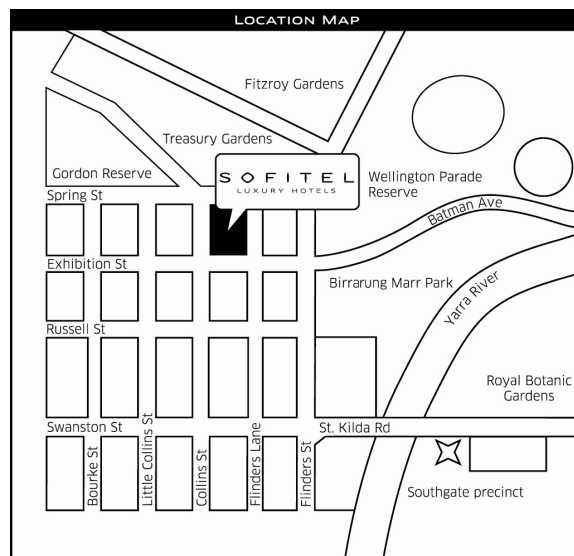 LOCATION MAP
Fitzroy Gardens
Treasury Gardens
Gordon Reserve
SOFITEL
LUXURY HOTELS
Wellington Parade
Reserve
Spring St
Batman Ave
Exhibition St
Birrarung Marr Park
Yarra River
Russell St
Royal Botanic
Gardens
Swanston St
St. Kilda Rd
Bourke St
Little Collins St
Collins St
Flinders Lane
Flinders St
Southgate precinct